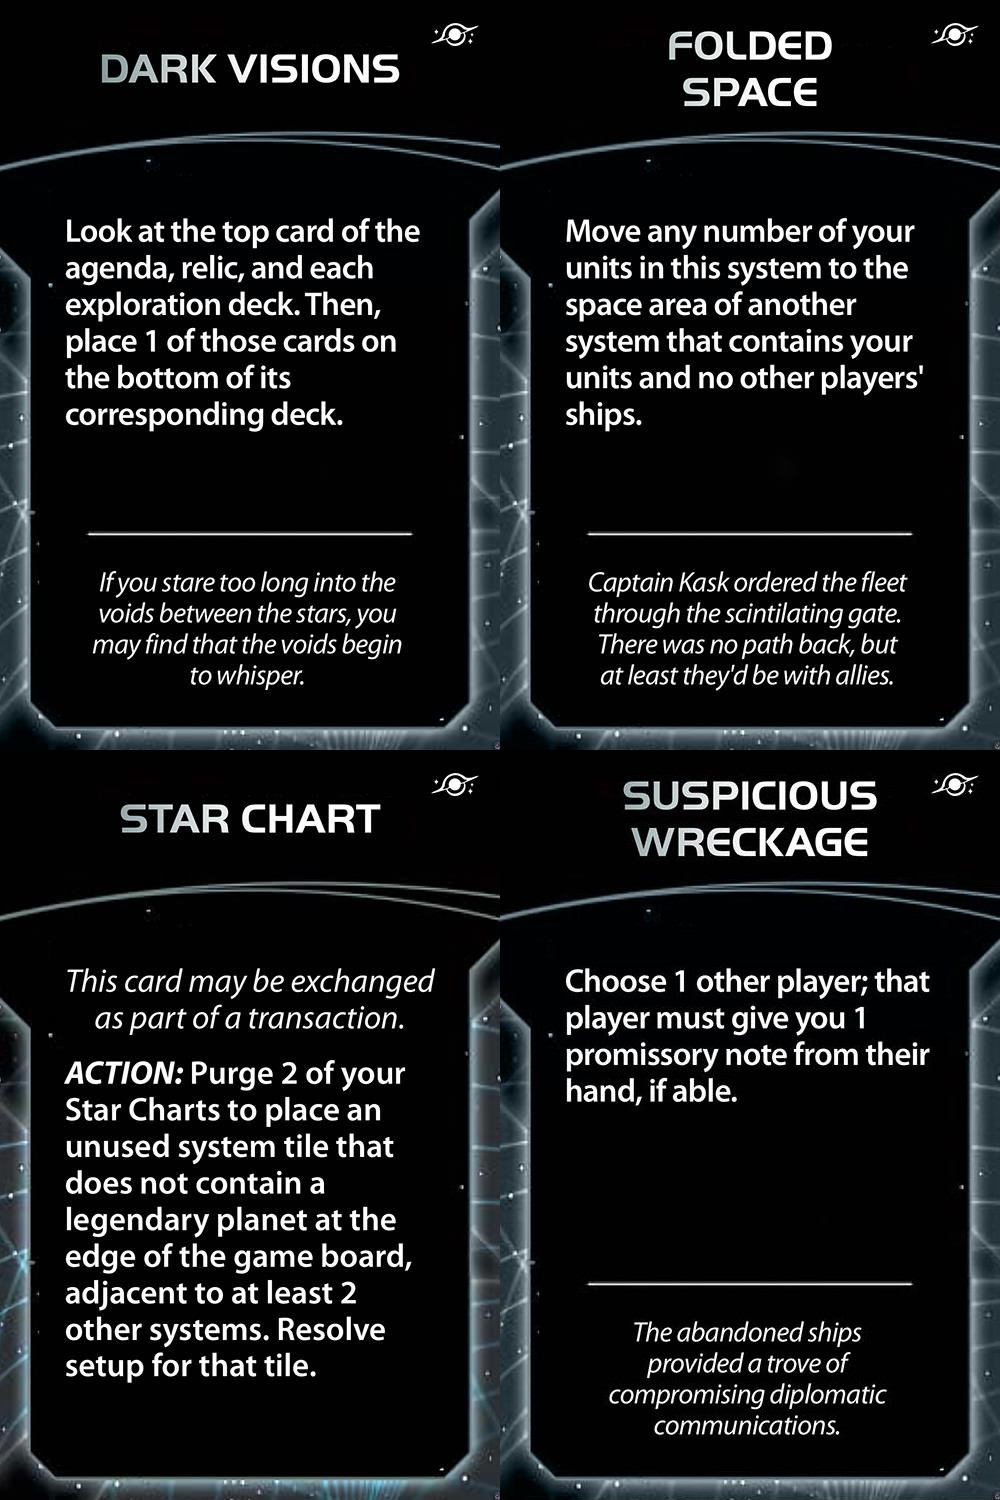 DARK VISIONS
Look at the top card of the
agenda, relic, and each
exploration deck. Then,
place 1 of those cards on
the bottom of its
corresponding deck.
If you stare too long into the
voids between the stars, you
may find that the voids begin
to whisper.
FOLDED
SPACE
Move any number of your
units in this system to the
space area of another
system that contains your
units and no other players'
ships.
Captain Kask ordered the fleet
through the scintilating gate.
There was no path back, but
at least they'd be with allies.
STAR CHART
This card may be exchanged
as part of a transaction.
ACTION: Purge 2 of your
Star Charts to place an
unused system tile that
does not contain a
legendary planet at the
edge of the game board,
adjacent to at least 2
other systems. Resolve
setup for that tile.
SUSPICIOUS
WRECKAGE
Choose 1 other player; that
player must give you 1
promissory note from their
hand, if able.
The abandoned ships
provided a trove of
compromising diplomatic
communications.